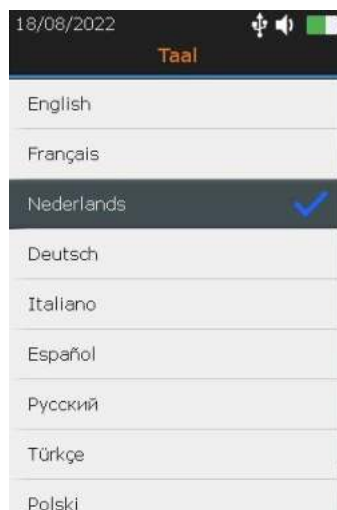 18/08/2022
Taal
English
Français
Nederlands
Deutsch
Italiano
Español
Русский
Türkçe
Polski